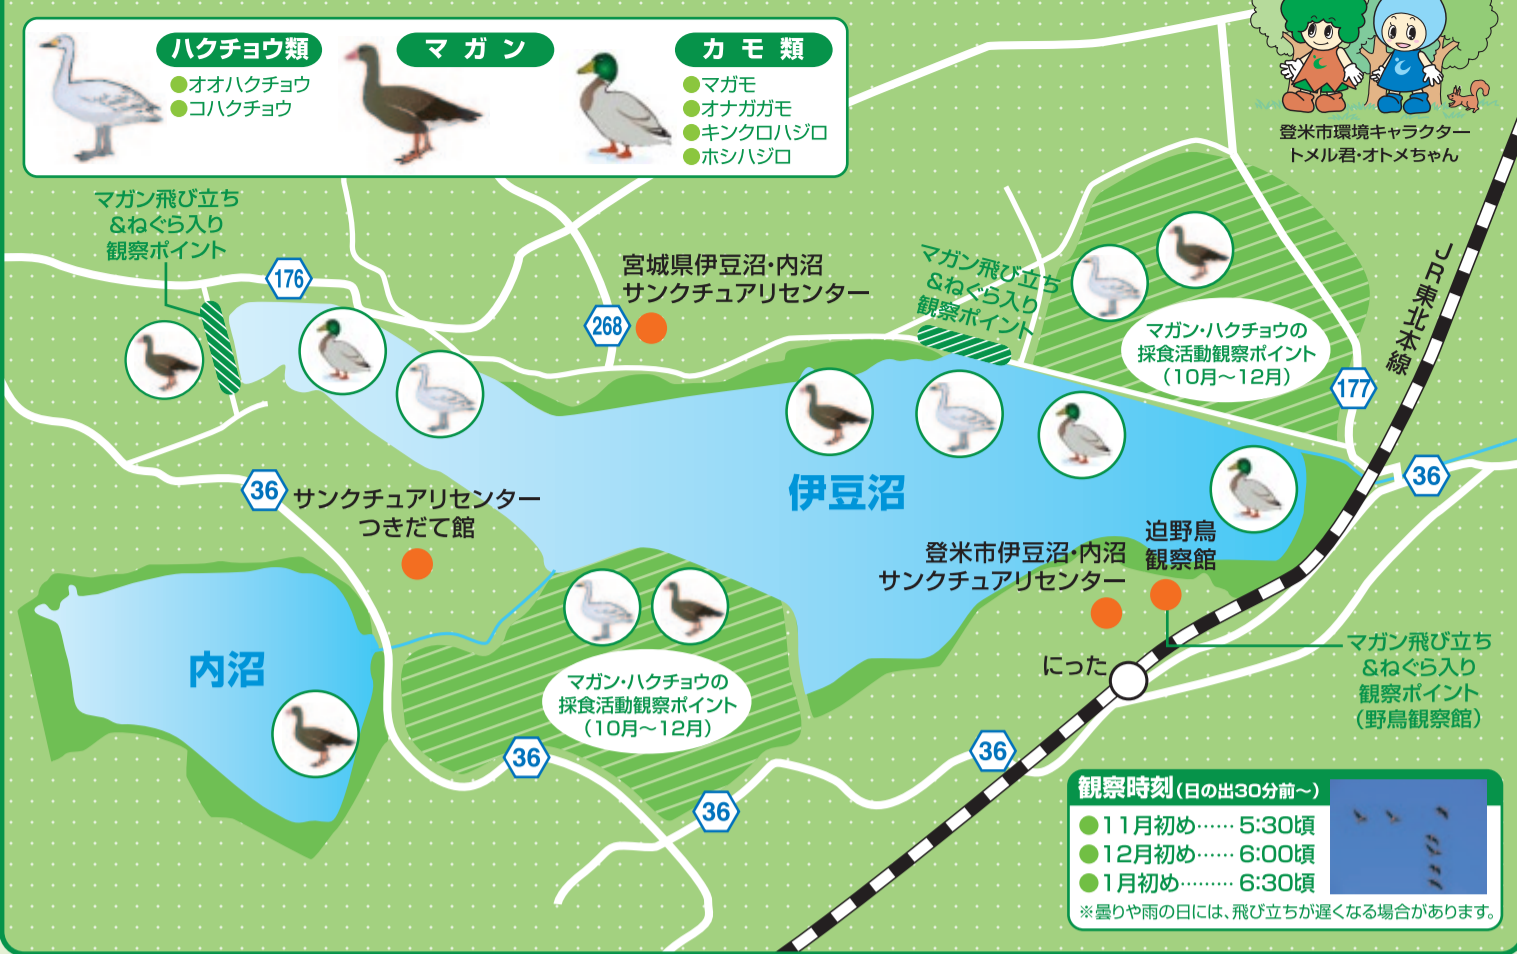 ハクチョウ類
●オオハクチョウ
●コハクチョウ
マガン
カモ類
●マガモ
●オナガガモ
●キンクロハジロ
●ホシハジロ
登米市環境キャラクター
トメル君・オトメちゃん
マガン飛び立ち
&ねぐら入り
観察ポイント
176
宮城県伊豆沼・内沼
サンクチュアリセンター
268
マガン飛び立ち
&ねぐら入り
観察ポイント
マガン・ハクチョウの
採食活動観察ポイント
(10月〜12月)
JR東北本線
177
36
36
サンクチュアリセンター
つきだて館
伊豆沼
登米市伊豆沼・内沼
サンクチュアリセンター
迫野鳥
観察館
内沼
マガン・ハクチョウの
採食活動観察ポイント
(10月〜12月)
にった
マガン飛び立ち
&ねぐら入り
観察ポイント
(野鳥観察館)
36
36
36
観察時刻(日の出30分前〜)
●11月初め…… 5:30頃
●12月初め…… 6:00頃
●1月初め……… 6:30頃
※曇りや雨の日には、飛び立ちが遅くなる場合があります。